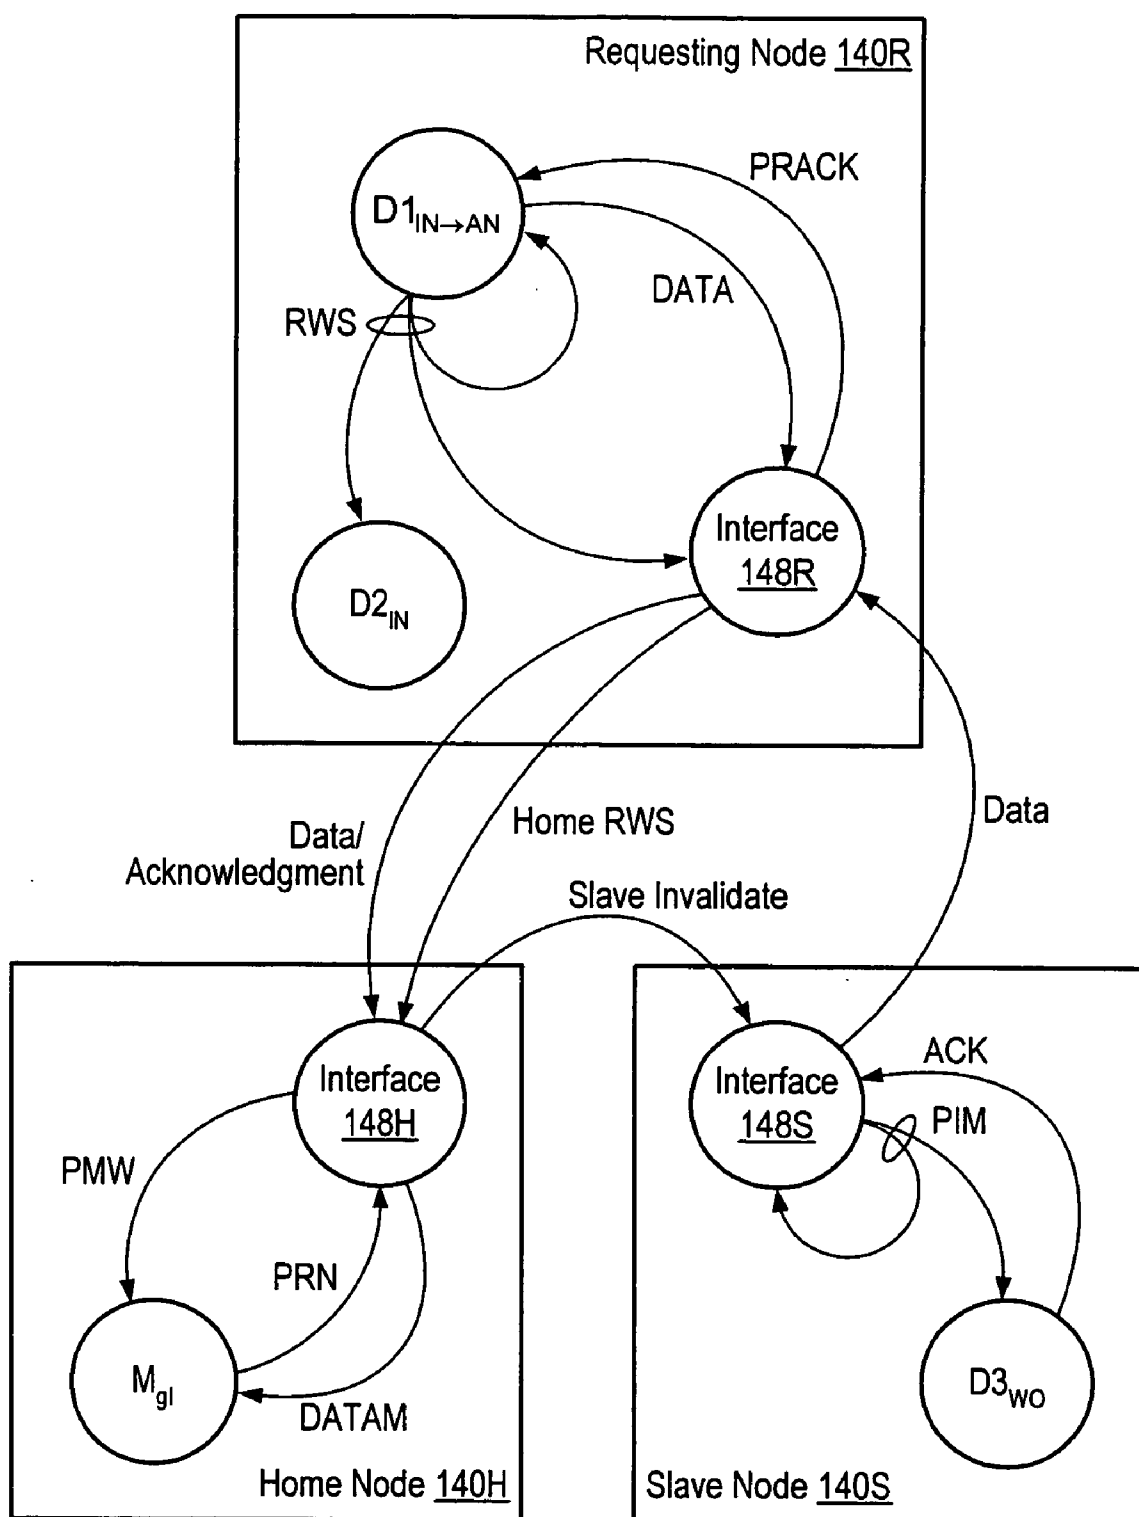 Requesting Node 140R
PRACK
D1IN→AN
DATA
RWS
Interface
148R
D2IN
Data/
Acknowledgment
Home RWS
Data
Slave Invalidate
Interface
148H
PMW
PRN
Mgl
DATAM
Home Node 140H
Interface
148S
ACK
PIM
D3WO
Slave Node 140S